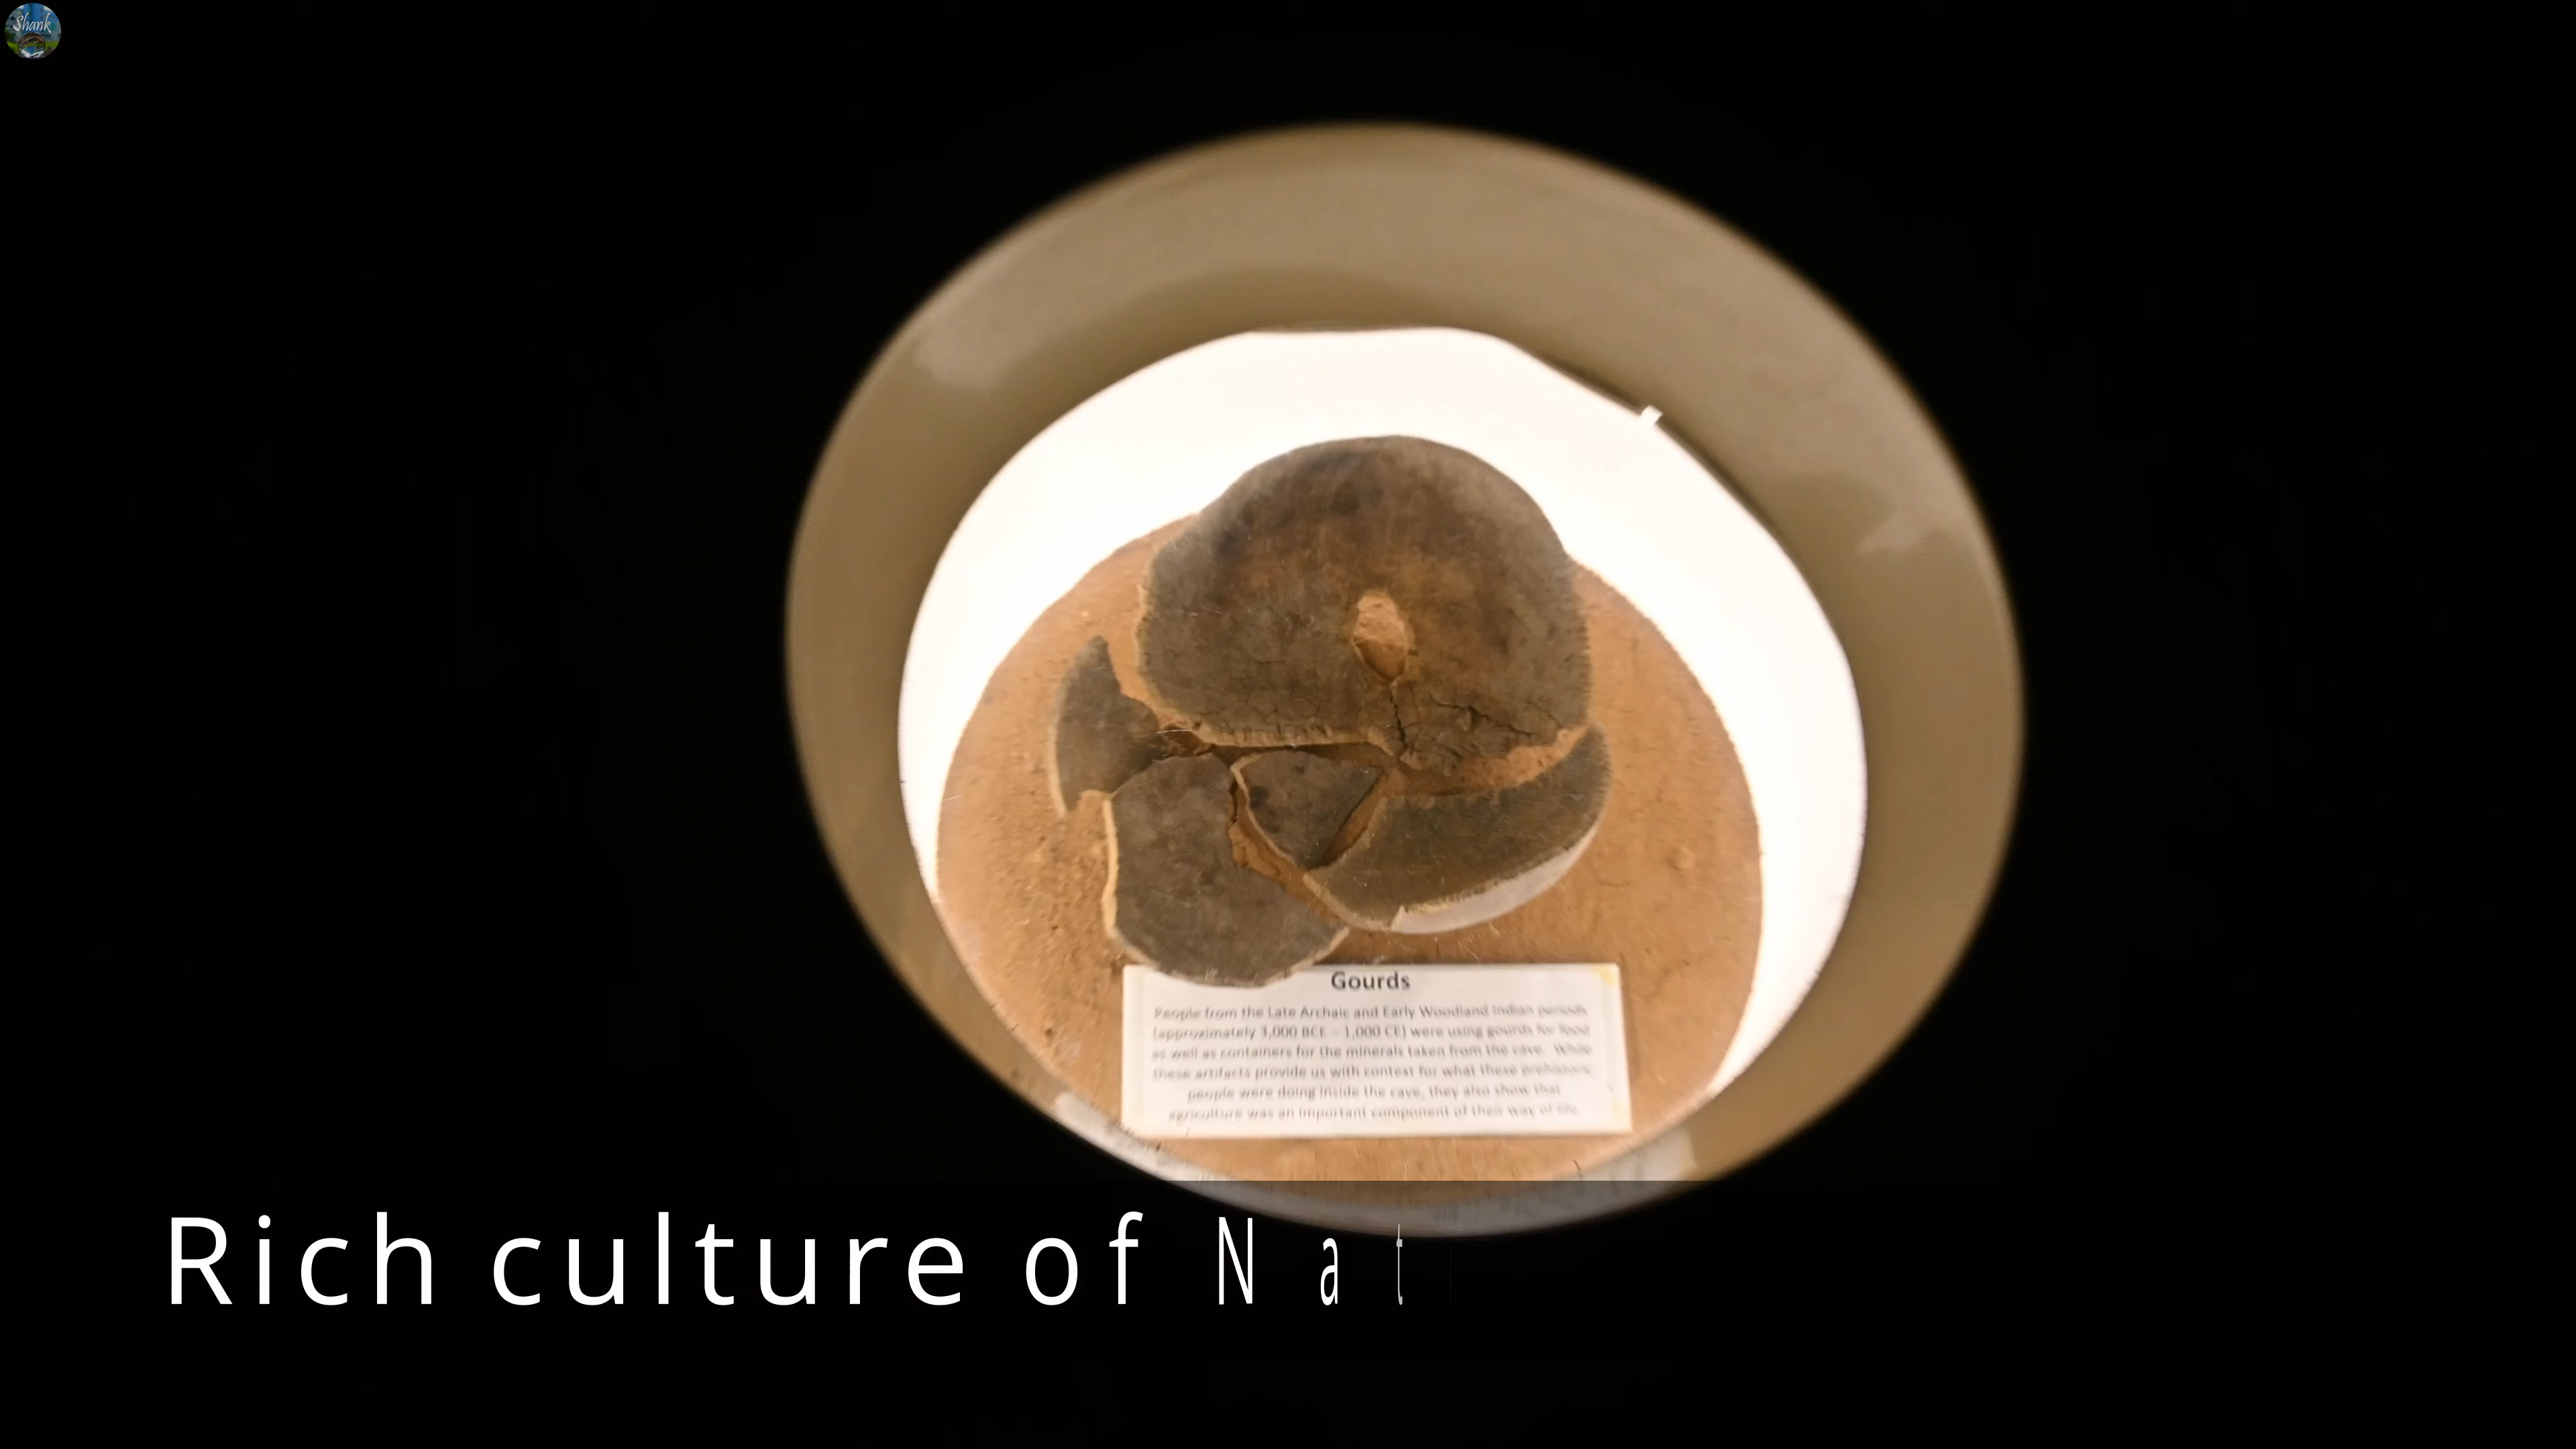 Shank
Gourds
People from the Late Archaic and Early Woodland Indian periods
(approximately 3,000 BCE – 1,000 CE) were using gourds for food
as well as containers for the minerals taken from the cave. While
these artifacts provide us with context for what these prehistoric
people were doing inside the cave, they also show that
agriculture was an important component of their way of life
Rich culture of Nat